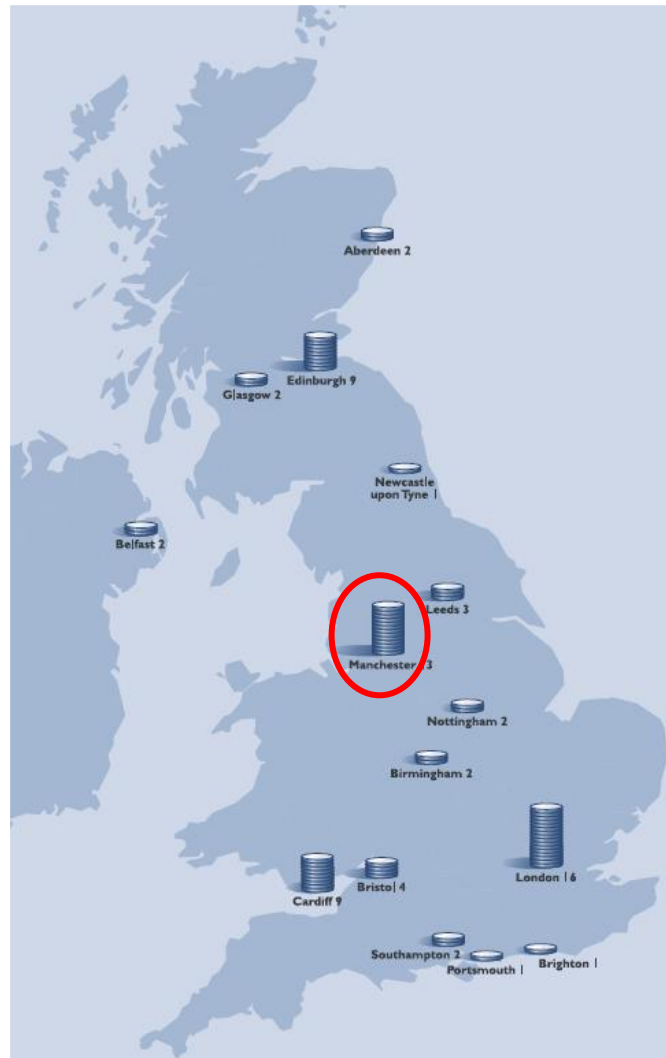 Aberdeen 2
Edinburgh 9
Glasgow 2
Newcastle
upon Tyne 1
Belfast 2
Leeds 3
Manchester 13
Nottingham 2
Birmingham 2
London 16
Bristol 4
Cardiff 9
Southampton 2
Portsmouth 1
Brighton 1